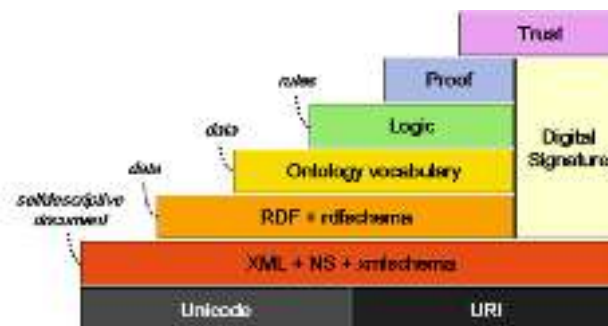 Trust
Proof
rules
Logic
Digital
Signature
data
Ontology vocabulary
data
RDF + rdfschema
selfdescriptive
document
XML + NS + xmlschema
Unicode
URI